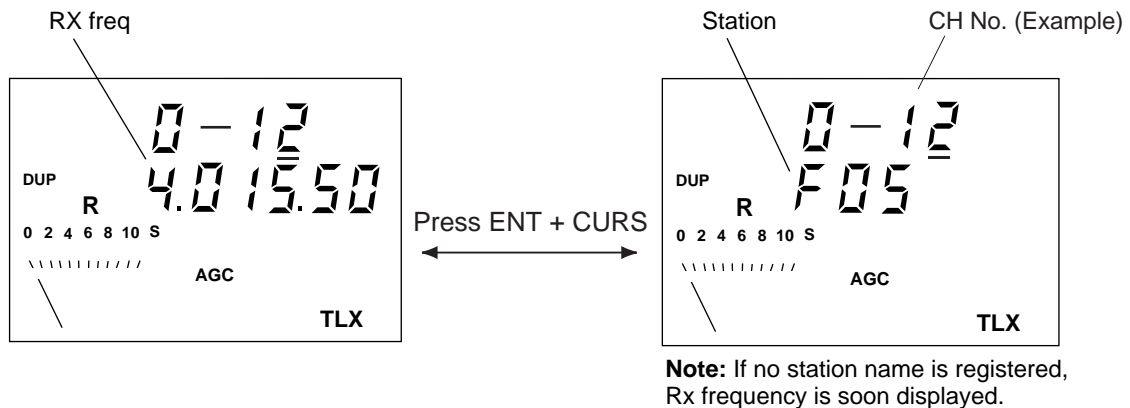 RX freq
0-12
4.015.50
DUP
R
0 2 4 6 8 10 S
AGC
TLX
Press ENT + CURS
Station
CH No. (Example)
0-12
F05
DUP
R
0 2 4 6 8 10 S
AGC
TLX
Note: If no station name is registered,
Rx frequency is soon displayed.